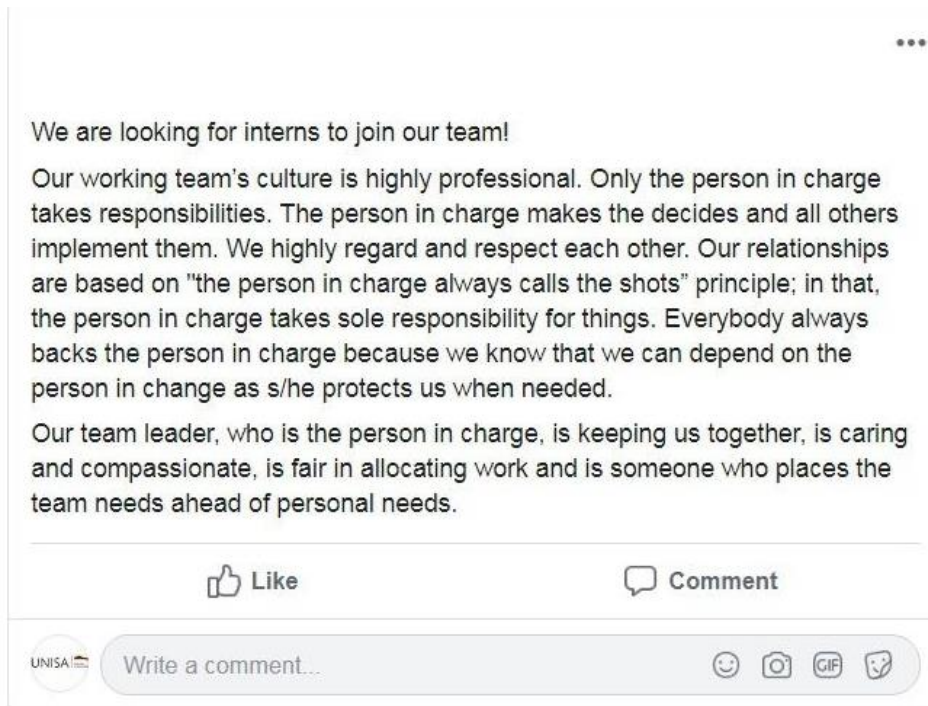 We are looking for interns to join our team!
Our working team's culture is highly professional. Only the person in charge
takes responsibilities. The person in charge makes the decides and all others
implement them. We highly regard and respect each other. Our relationships
are based on "the person in charge always calls the shots” principle; in that,
the person in charge takes sole responsibility for things. Everybody always
backs the person in charge because we know that we can depend on the
person in change as s/he protects us when needed.
Our team leader, who is the person in charge, is keeping us together, is caring
and compassionate, is fair in allocating work and is someone who places the
team needs ahead of personal needs.
Like Comment
UNISA Write a comment... GIF